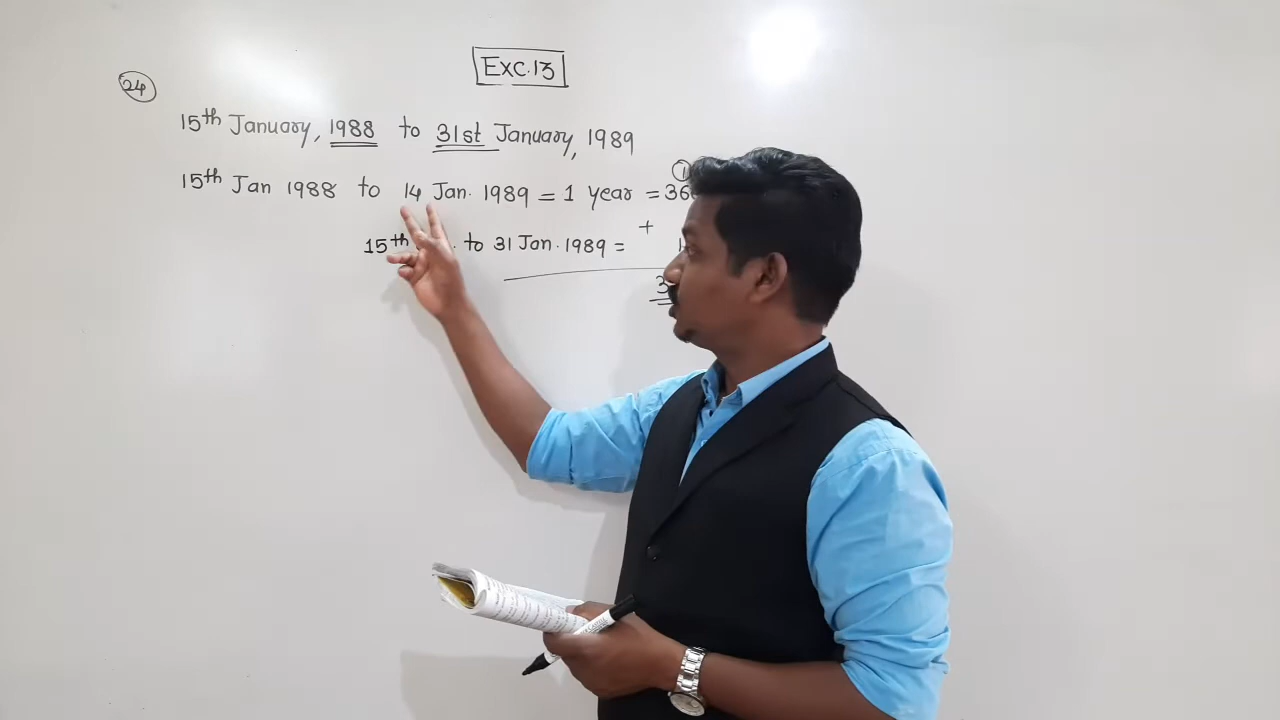 Exc.13
24
15th January, 1988 to 31st January, 1989
15th Jan 1988 to 14 Jan. 1989 = 1 year = 36
15th to 31 Jan. 1989 = +
3